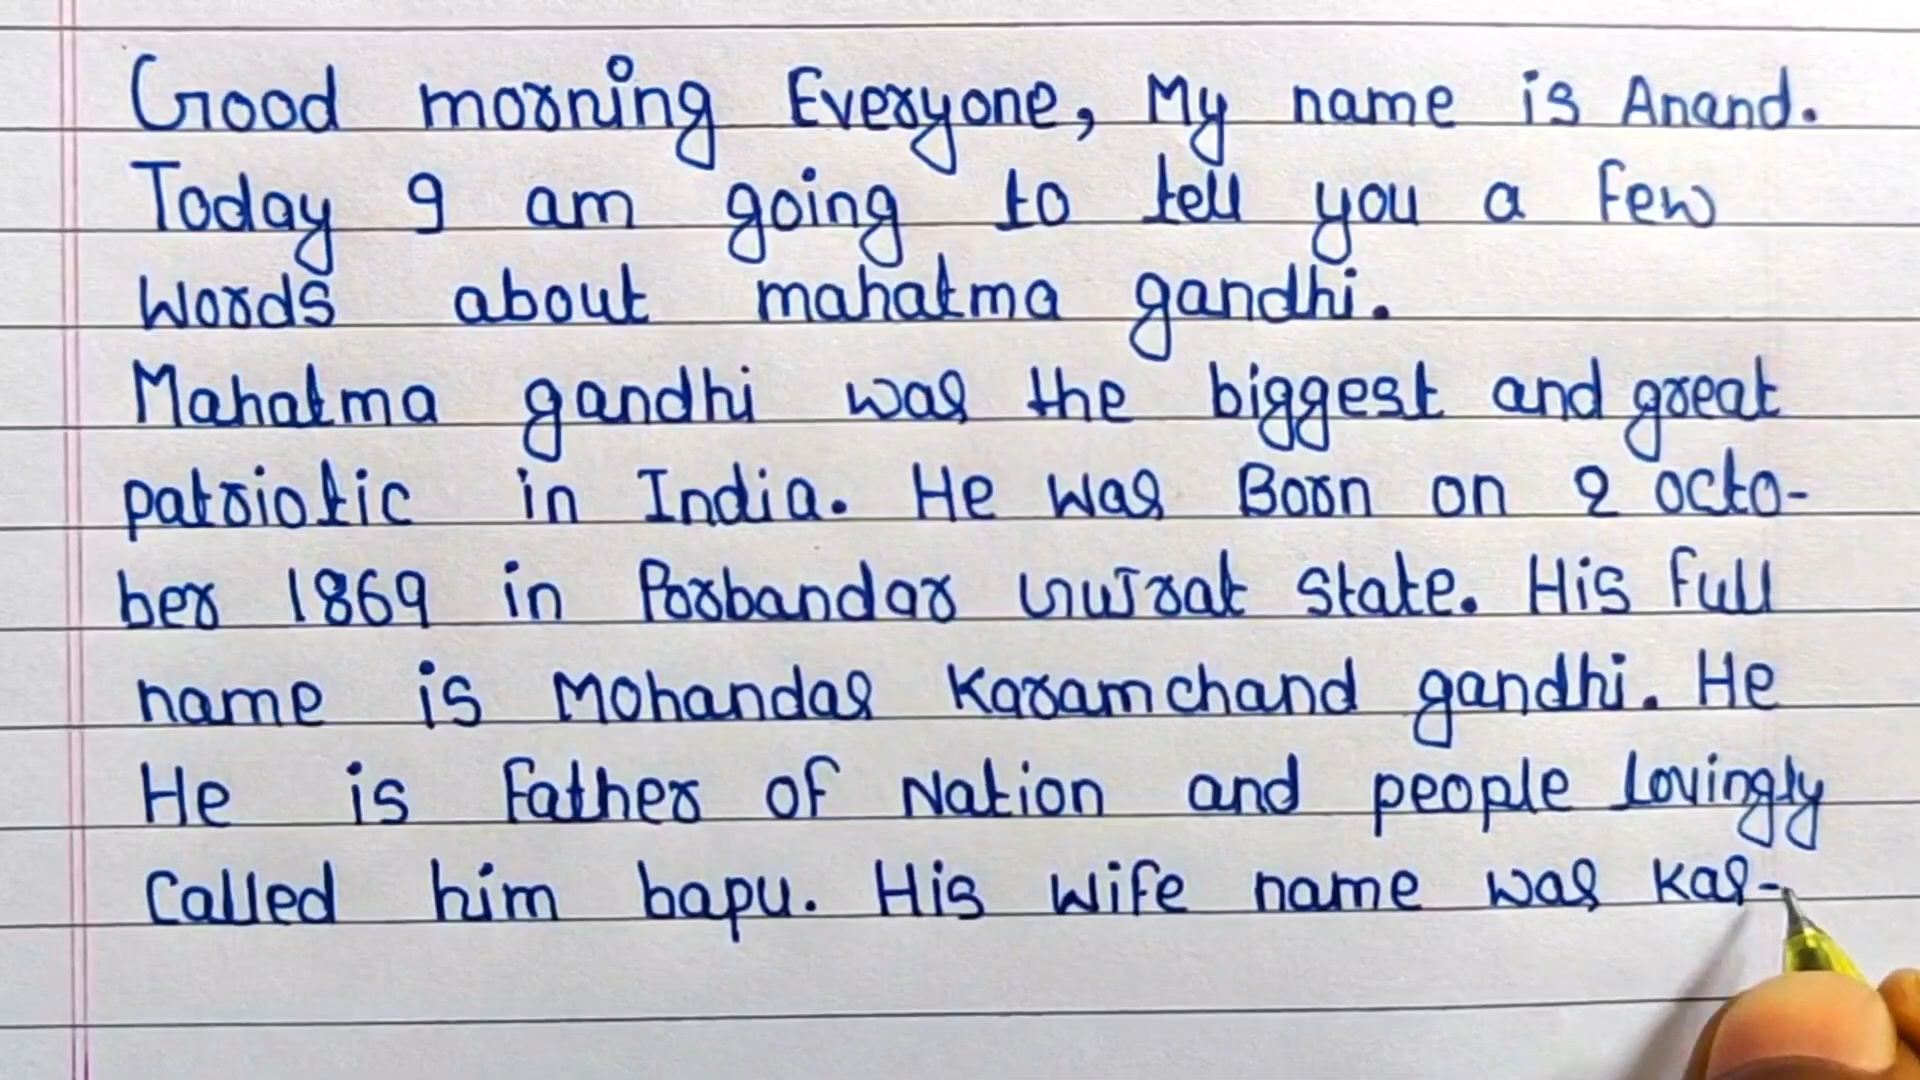 Good morning Everyone, My name is Anand.
Today I am going to tell you a few
words about mahatma gandhi.
Mahatma gandhi was the biggest and great
patriotic in India. He was Born on 2 octo-
ber 1869 in Porbandar Gujrat state. His full
name is Mohandas Karamchand gandhi. He
He is Father of Nation and people lovingly
Called him bapu. His wife name was Kas-